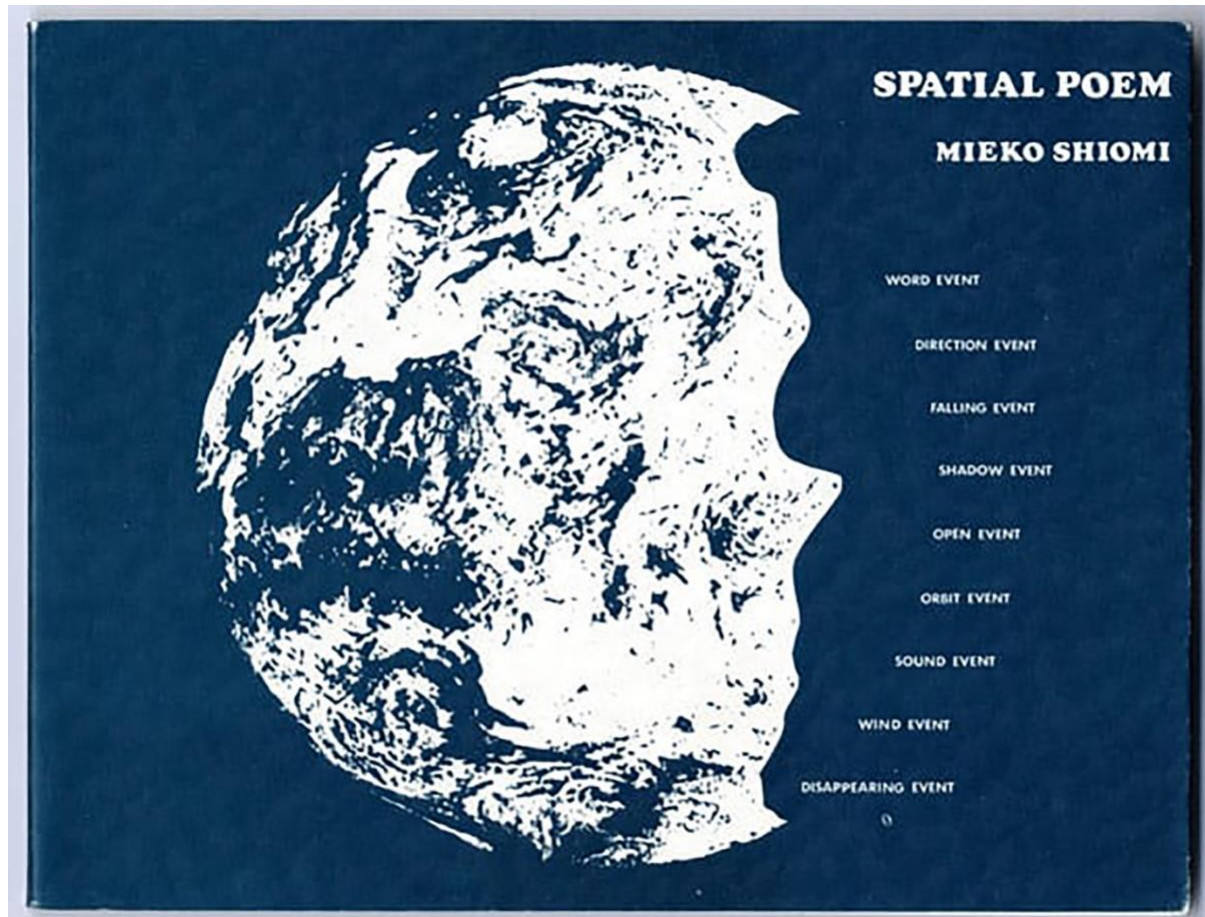 SPATIAL POEM
MIEKO SHIOMI
WORD EVENT
DIRECTION EVENT
FALLING EVENT
SHADOW EVENT
OPEN EVENT
ORBIT EVENT
SOUND EVENT
WIND EVENT
DISAPPEARING EVENT